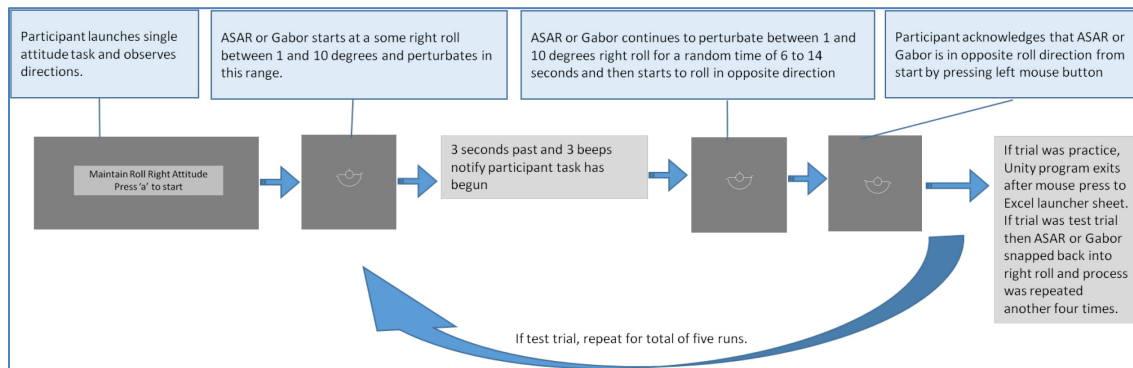 Participant launches single
attitude task and observes
directions.
ASAR or Gabor starts at a some right roll
between 1 and 10 degrees and perturbates in
this range.
ASAR or Gabor continues to perturbate between 1 and
10 degrees right roll for a random time of 6 to 14
seconds and then starts to roll in opposite direction
Participant acknowledges that ASAR or
Gabor is in opposite roll direction from
start by pressing left mouse button
Maintain Roll Right Attitude
Press 'a' to start
3 seconds past and 3 beeps
notify participant task has
begun
If trial was practice,
Unity program exits
after mouse press to
Excel launcher sheet.
If trial was test trial
then ASAR or Gabor
snapped back into
right roll and process
was repeated
another four times.
If test trial, repeat for total of five runs.